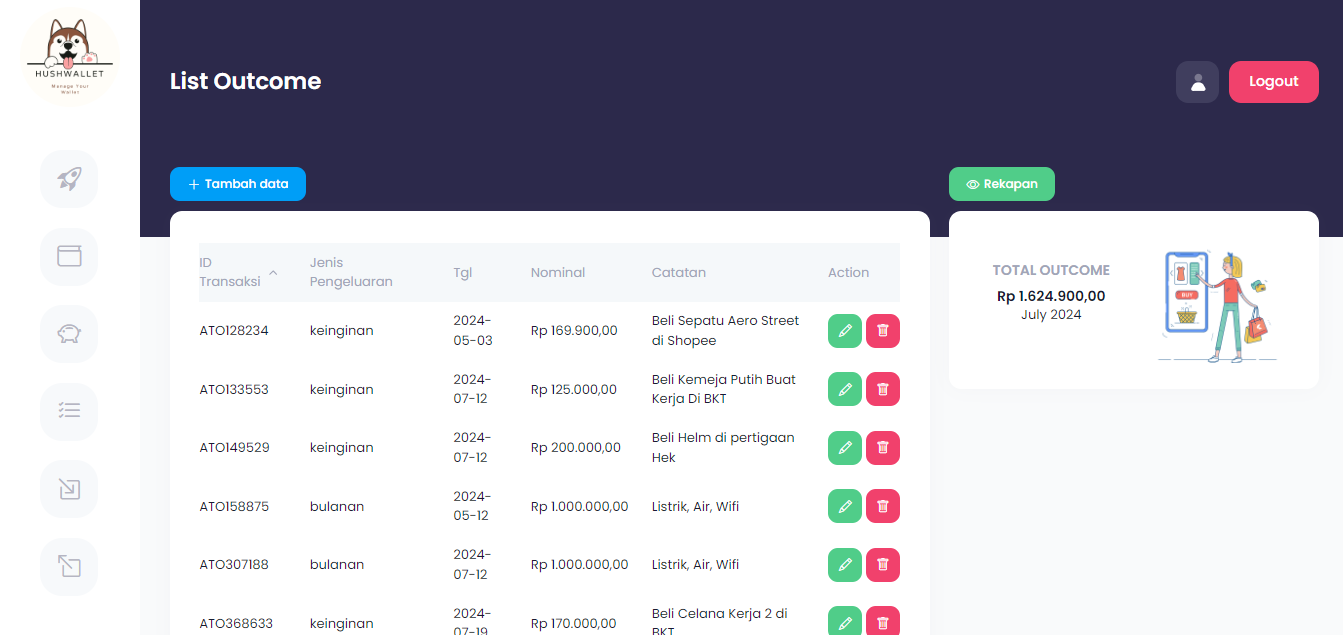 HUSHWALLET
Manage Your
Wallet
List Outcome
Logout
+ Tambah data
Rekapan
ID
Transaksi
Jenis
Pengeluaran
Tgl
Nominal
Catatan
Action
ATO128234
keinginan
2024-
05-03
Rp 169.900,00
Beli Sepatu Aero Street
di Shopee
ATO133553
keinginan
2024-
07-12
Rp 125.000,00
Beli Kemeja Putih Buat
Kerja Di BKT
ATO149529
keinginan
2024-
07-12
Rp 200.000,00
Beli Helm di pertigaan
Hek
ATO158875
bulanan
2024-
05-12
Rp 1.000.000,00
Listrik, Air, Wifi
ATO307188
bulanan
2024-
07-12
Rp 1.000.000,00
Listrik, Air, Wifi
ATO368633
keinginan
2024-
07-19
Rp 170.000,00
Beli Celana Kerja 2 di
BKT
TOTAL OUTCOME
Rp 1.624.900,00
July 2024
BUY